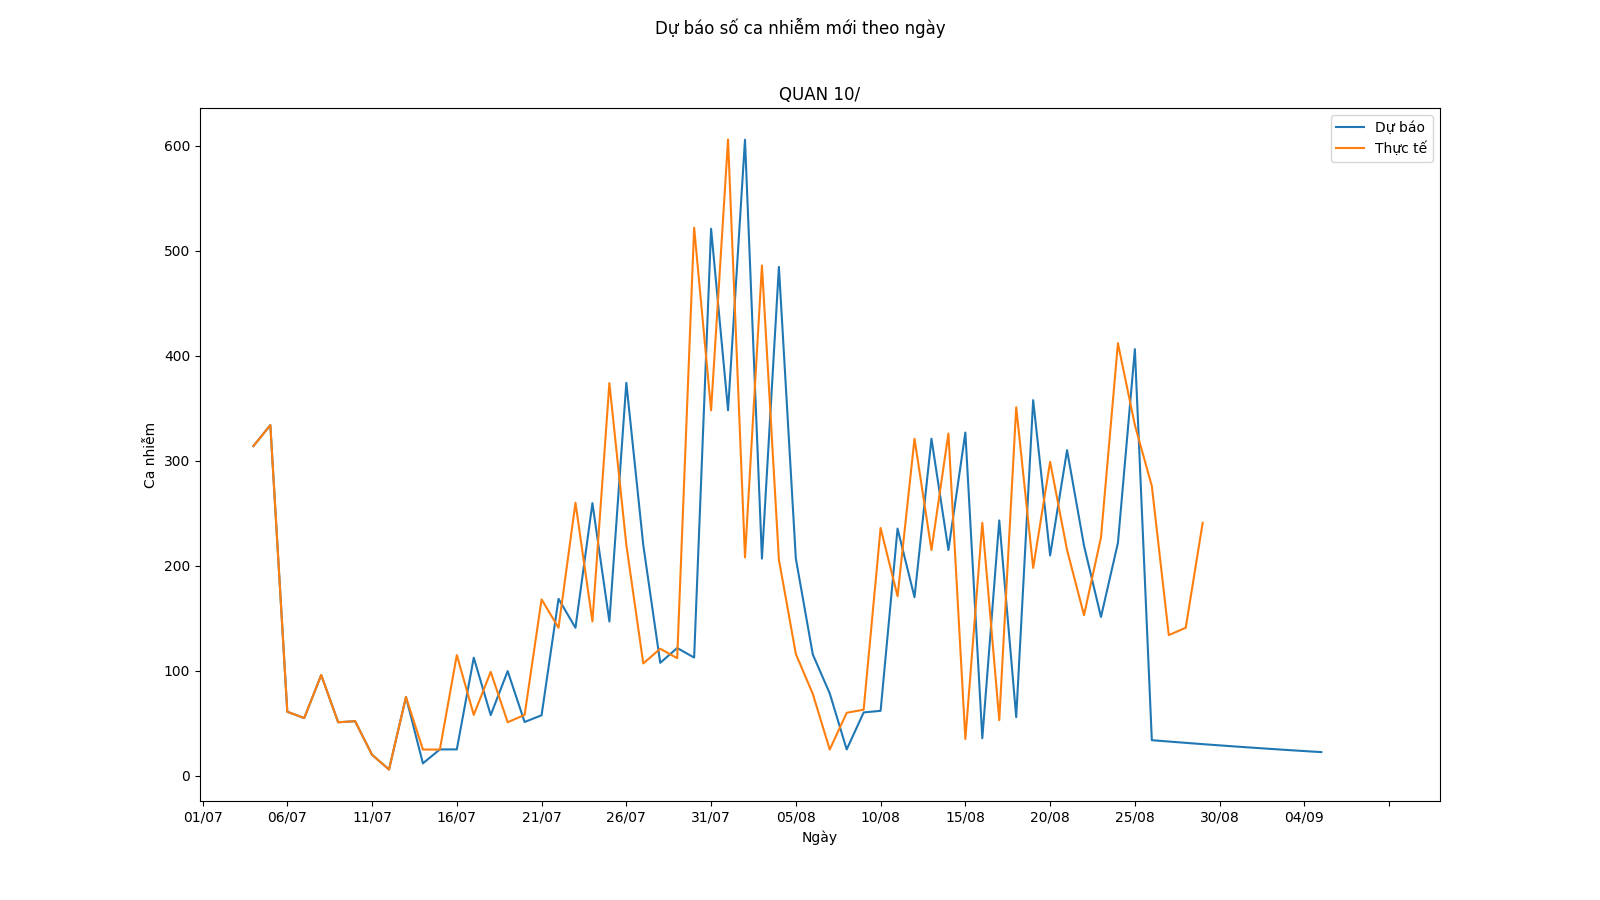 Dự báo số ca nhiễm mới theo ngày
QUAN 10/
Dự báo
Thực tế
600
500
400
300
200
100
0
Ca nhiễm
01/07 06/07 11/07 16/07 21/07 26/07 31/07 05/08 10/08 15/08 20/08 25/08 30/08 04/09
Ngày